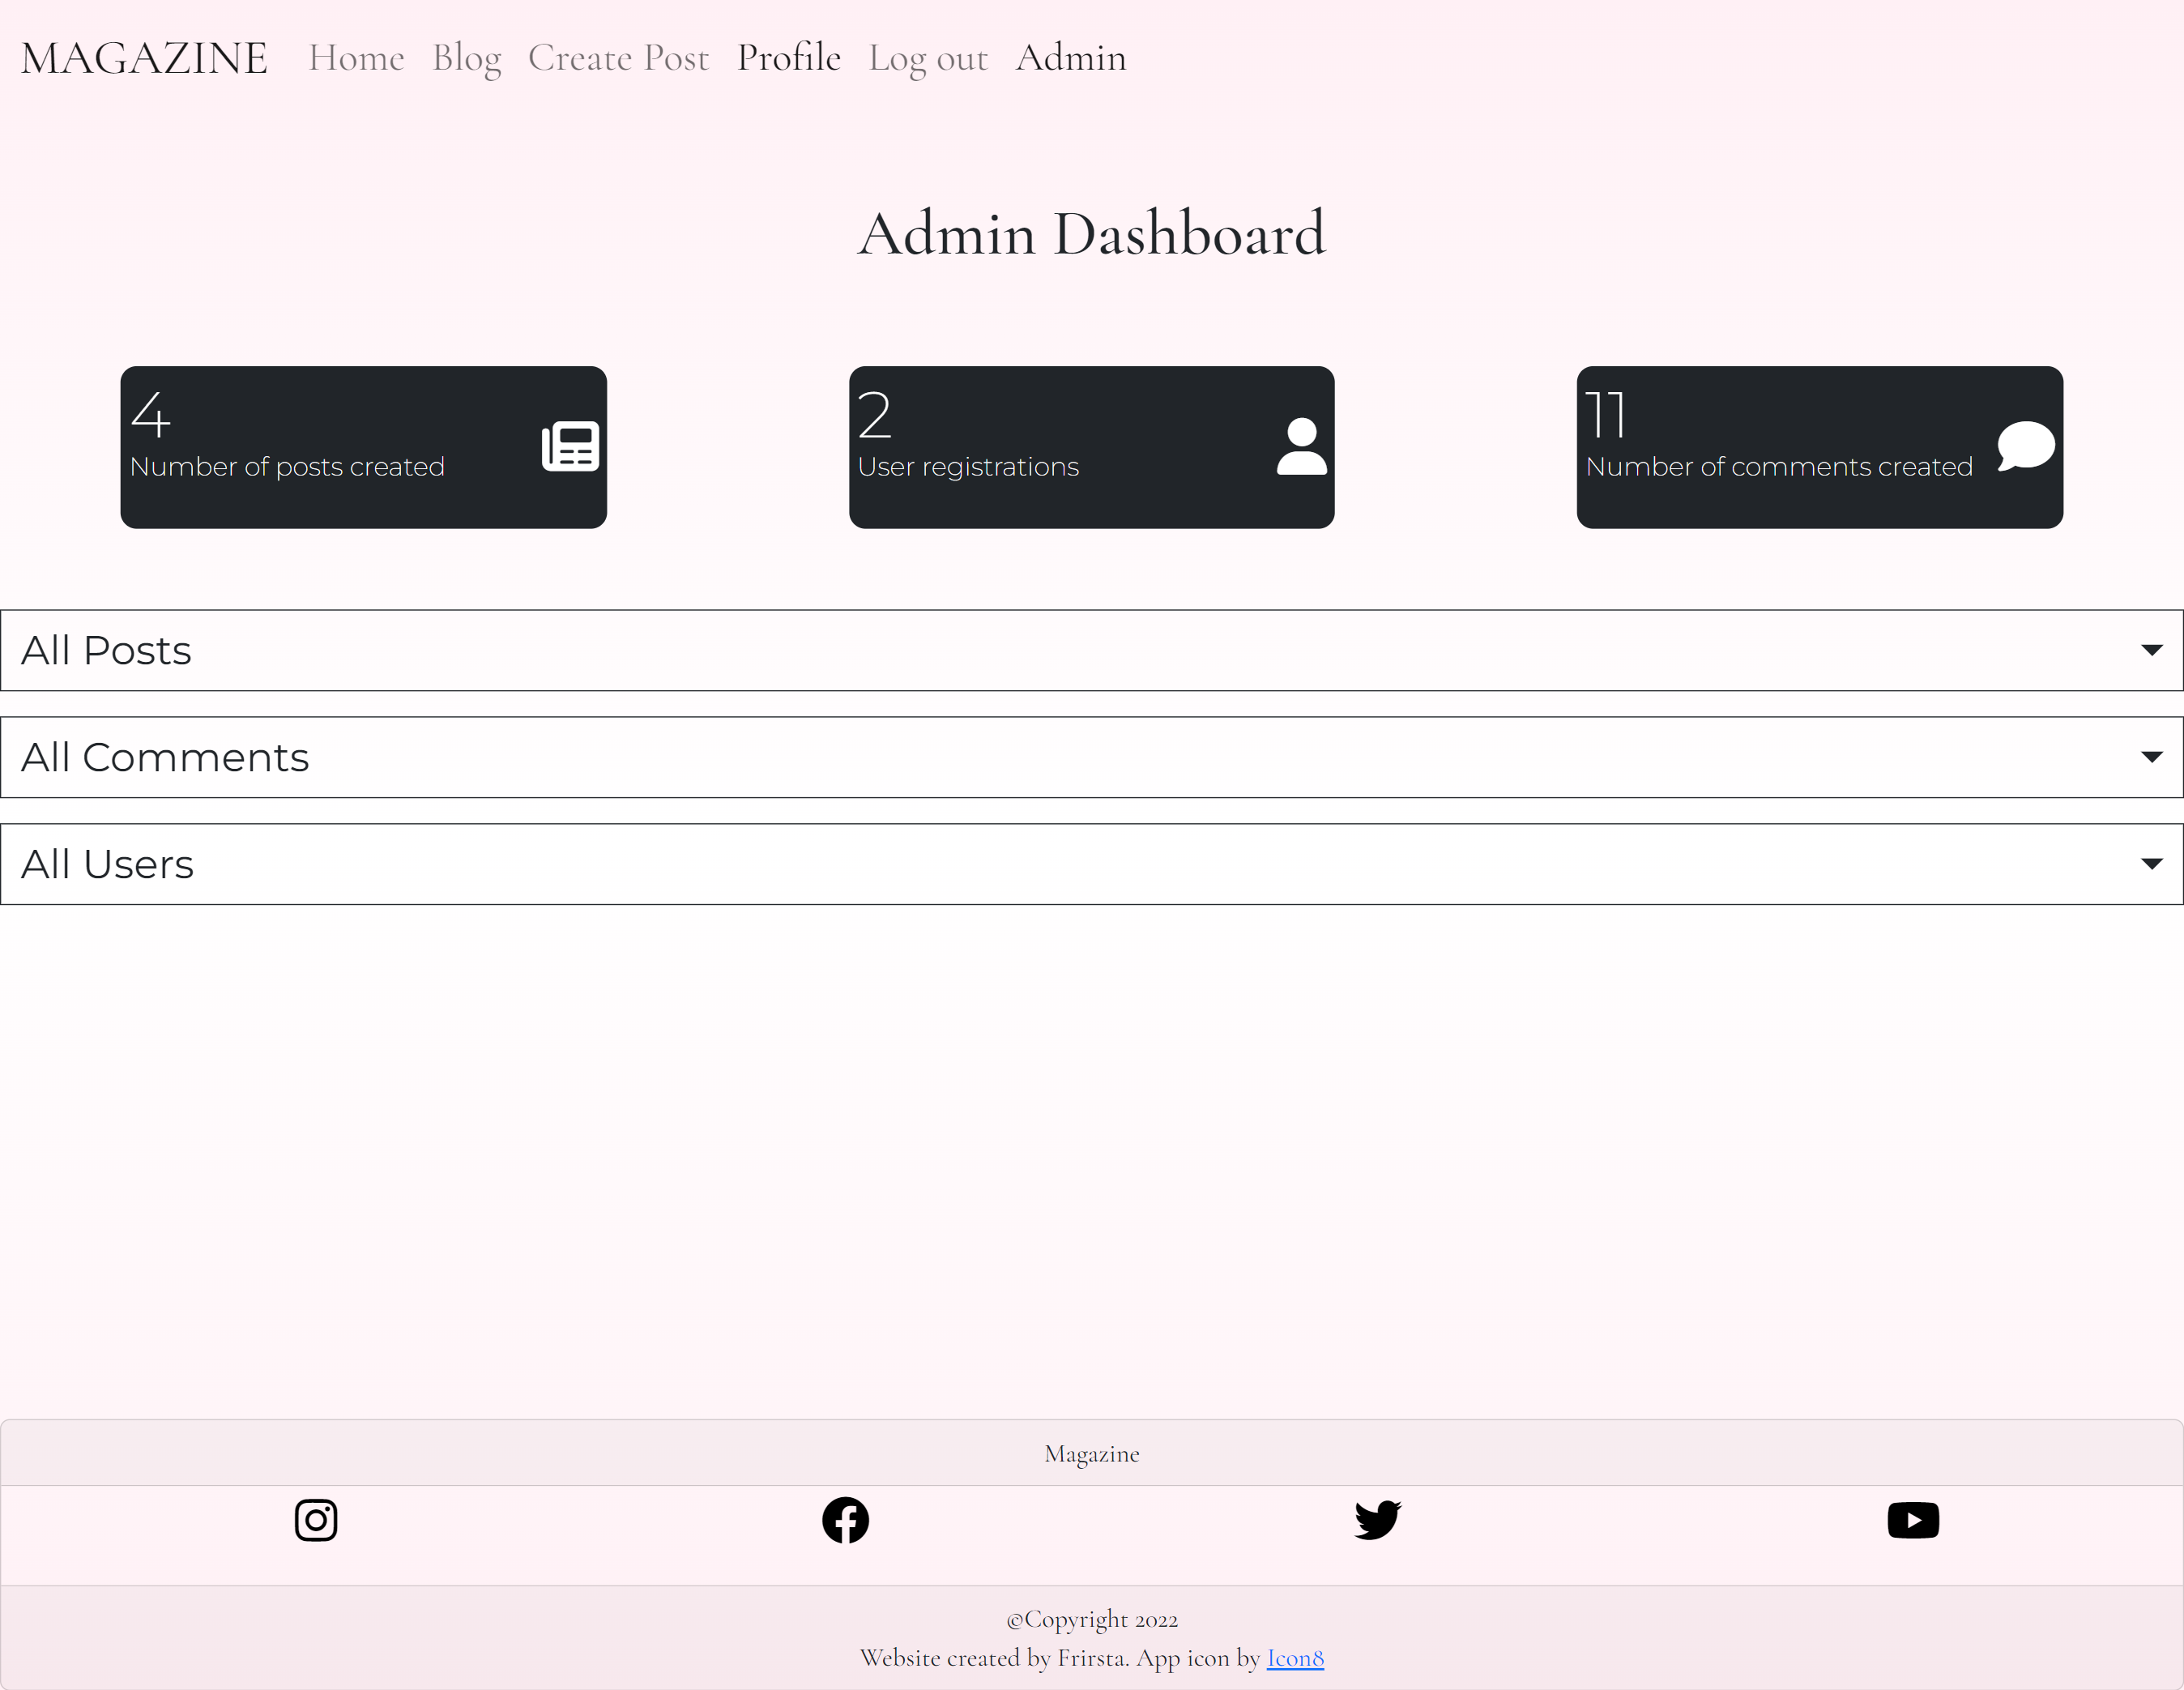 MAGAZINE Home Blog Create Post Profile Log out Admin
Admin Dashboard
4
Number of posts created
2
User registrations
11
Number of comments created
All Posts
All Comments
All Users
Magazine
©Copyright 2022
Website created by Frirsta. App icon by Icon8